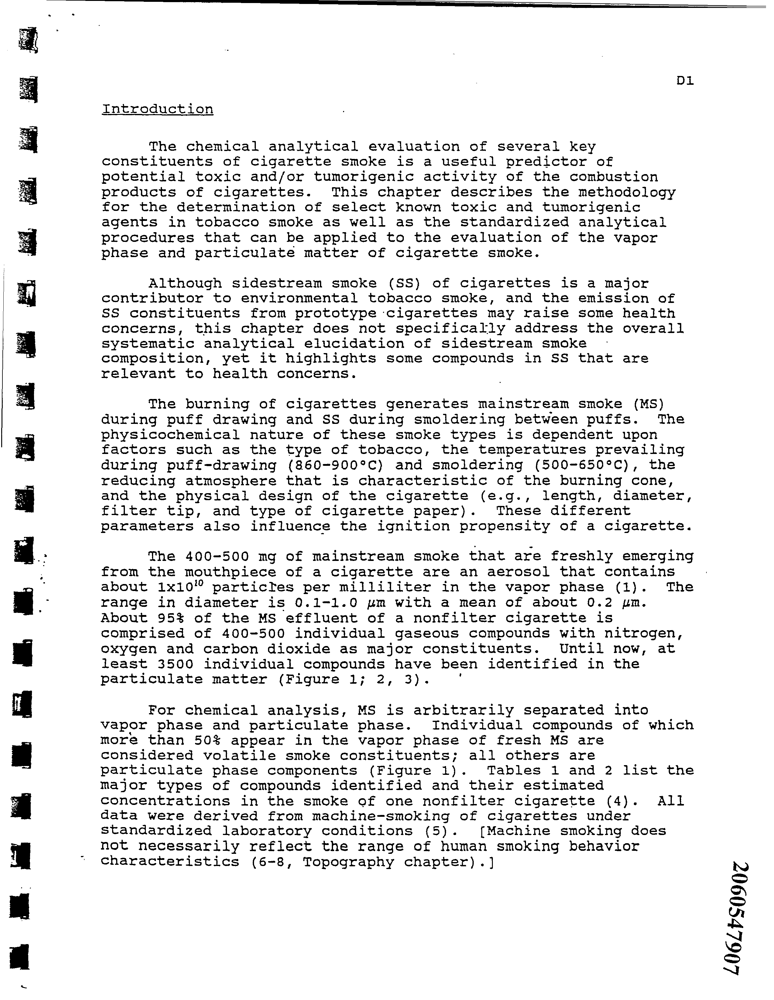 D1
Introduction
The chemical analytical evaluation of several key
constituents of cigarette smoke is a useful predictor of
potential toxic and/or tumorigenic activity of the combustion
products of cigarettes. This chapter describes the methodology
for the determination of select known toxic and tumorigenic
agents in tobacco smoke as well as the standardized analytical
procedures that can be applied to the evaluation of the vapor
phase and particulate matter of cigarette smoke.
Although sidestream smoke (SS) of cigarettes is a major
contributor to environmental tobacco smoke, and the emission of
SS constituents from prototype cigarettes may raise some health
concerns, this chapter does not specifically address the overall
systematic analytical elucidation of sidestream smoke
composition, yet it highlights some compounds in SS that are
relevant to health concerns.
The burning of cigarettes generates mainstream smoke (MS)
during puff drawing and SS during smoldering between puffs. The
physicochemical nature of these smoke types is dependent upon
factors such as the type of tobacco, the temperatures prevailing
during puff-drawing (860-900°C) and smoldering (500-650°C), the
reducing atmosphere that is characteristic of the burning cone,
and the physical design of the cigarette (e.g., length, diameter,
filter tip, and type of cigarette paper). These different
parameters also influence the ignition propensity of a cigarette.
The 400-500 mg of mainstream smoke that are freshly emerging
from the mouthpiece of a cigarette are an aerosol that contains
about 1x10¹⁰ particles per milliliter in the vapor phase (1). The
range in diameter is 0.1-1.0 μm with a mean of about 0.2 μm.
About 95% of the MS effluent of a nonfilter cigarette is
comprised of 400-500 individual gaseous compounds with nitrogen,
oxygen and carbon dioxide as major constituents. Until now, at
least 3500 individual compounds have been identified in the
particulate matter (Figure 1; 2, 3).
For chemical analysis, MS is arbitrarily separated into
vapor phase and particulate phase. Individual compounds of which
more than 50% appear in the vapor phase of fresh MS are
considered volatile smoke constituents; all others are
particulate phase components (Figure 1). Tables 1 and 2 list the
major types of compounds identified and their estimated
concentrations in the smoke of one nonfilter cigarette (4). All
data were derived from machine-smoking of cigarettes under
standardized laboratory conditions (5). [Machine smoking does
not necessarily reflect the range of human smoking behavior
characteristics (6-8, Topography chapter).]
2060547907